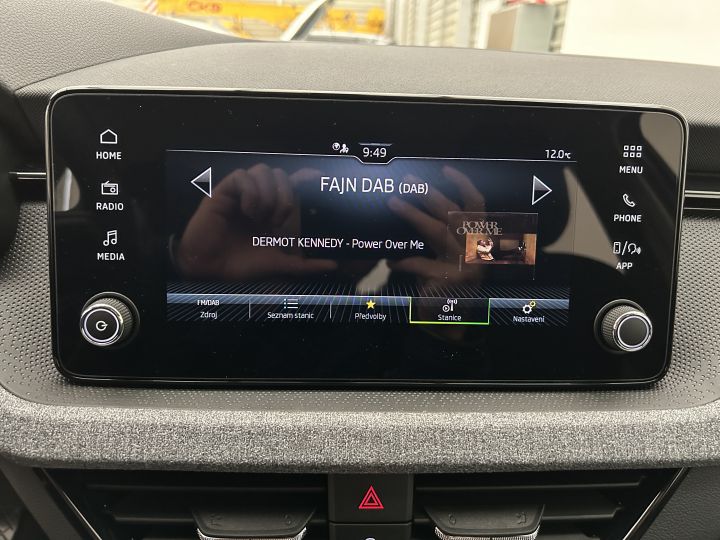 CKB
9:49
12.0°C
HOME
RADIO
MEDIA
FAJN DAB (DAB)
DERMOT KENNEDY - Power Over Me
POWER
OVER ME
FM/DAB
Zdroj
Seznam stanic
Předvolby
Stanice
Nastavení
MENU
PHONE
APP